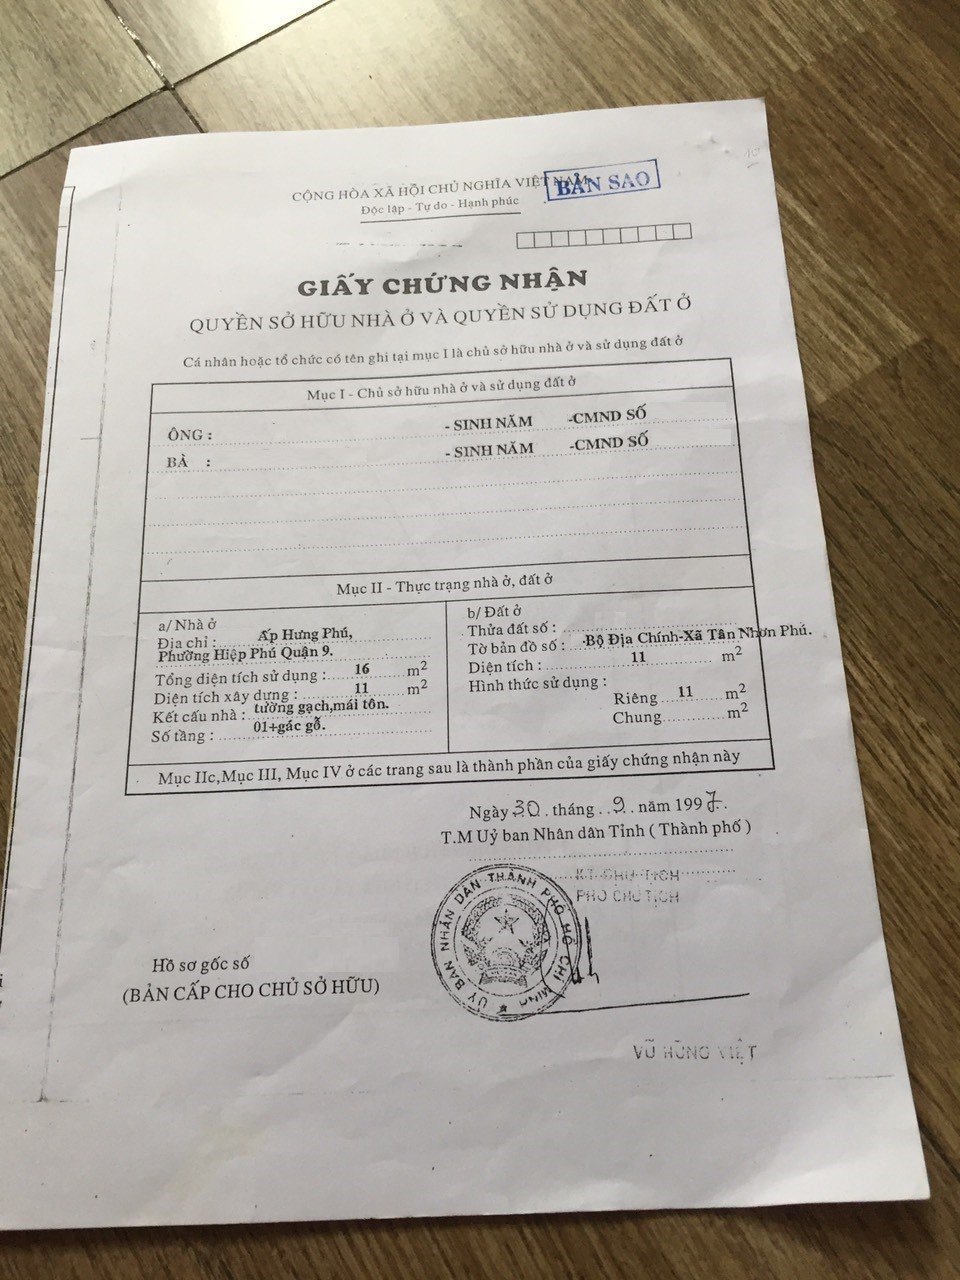 CỘNG HÒA XÃ HỘI CHỦ NGHĨA VIỆT NAM
BẢN SAO
Độc lập - Tự do - Hạnh phúc
GIẤY CHỨNG NHẬN
QUYỀN SỞ HỮU NHÀ Ở VÀ QUYỀN SỬ DỤNG ĐẤT Ở
Cá nhân hoặc tổ chức có tên ghi tại mục I là chủ sở hữu nhà ở và sử dụng đất ở
Mục I - Chủ sở hữu nhà ở và sử dụng đất ở
ÔNG : - SINH NĂM -CMND SỐ
BÀ : - SINH NĂM -CMND SỐ
Mục II - Thực trạng nhà ở, đất ở
a/ Nhà ở
Địa chỉ : Ấp Hưng Phú,
Phường Hiệp Phú Quận 9.
Tổng diện tích sử dụng : 16 m2
Diện tích xây dựng : 11 m2
Kết cấu nhà : tường gạch,mái tôn.
Số tầng : 01+gác gỗ.
b/ Đất ở
Thửa đất số :
Tờ bản đồ số : -Bộ Địa Chính-Xã Tân Nhơn Phú.
Diện tích : 11 m2
Hình thức sử dụng :
Riêng 11 m2
Chung m2
Mục IIc,Mục III, Mục IV ở các trang sau là thành phần của giấy chứng nhận này
Ngày 30 tháng 9 năm 1997.
T.M Uỷ ban Nhân dân Tỉnh ( Thành phố )
KT CHỦ TỊCH
PHÓ CHỦ TỊCH
ỦY BAN NHÂN DÂN THÀNH PHỐ HỒ CHÍ MINH
Hồ sơ gốc số
(BẢN CẤP CHO CHỦ SỞ HỮU)
VŨ HÙNG VIỆT